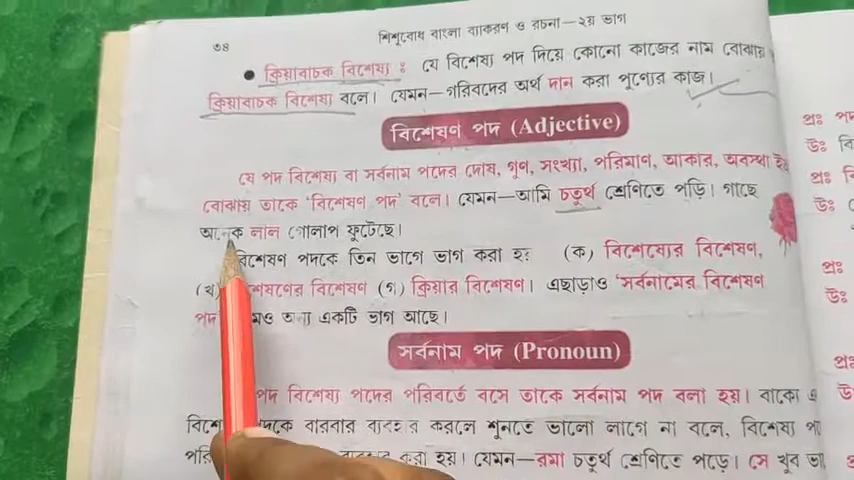 ৩৪
শিশুবোধ বাংলা ব্যাকরণ ও রচনা—২য় ভাগ
● ক্রিয়াবাচক বিশেষ্য : যে বিশেষ্য পদ দিয়ে কোনো কাজের নাম বোঝায়
ক্রিয়াবাচক বিশেষ্য বলে। যেমন—গরিবদের অর্থ দান করা পুণ্যের কাজ।
বিশেষণ পদ (Adjective)
যে পদ বিশেষ্য বা সর্বনাম পদের দোষ, গুণ, সংখ্যা, পরিমাণ, আকার, অবস্থা
বোঝায় তাকে ‘বিশেষণ পদ’ বলে। যেমন—আমি চতুর্থ শ্রেণিতে পড়ি। গাছে
অনেক লাল গোলাপ ফুটেছে।
বিশেষণ পদকে তিন ভাগে ভাগ করা হয়: (ক) বিশেষ্যের বিশেষণ,
(খ) বিশেষণের বিশেষণ (গ) ক্রিয়ার বিশেষণ। এছাড়াও ‘সর্বনামের বিশেষণ
পদ অন্য একটি ভাগ আছে।
সর্বনাম পদ (Pronoun)
পদ বিশেষ্য পদের পরিবর্তে বসে তাকে সর্বনাম পদ বলা হয়। বাক্যে
বারবার ব্যবহার করলে শুনতে ভালো লাগে না বলে, বিশেষ্য
করা হয়। যেমন—রমা চতুর্থ শ্রেণিতে পড়ে। সে খুব
প্রঃ
উঃ
প্রঃ
উঃ
প্রঃ
উঃ
প্রঃ
উঃ